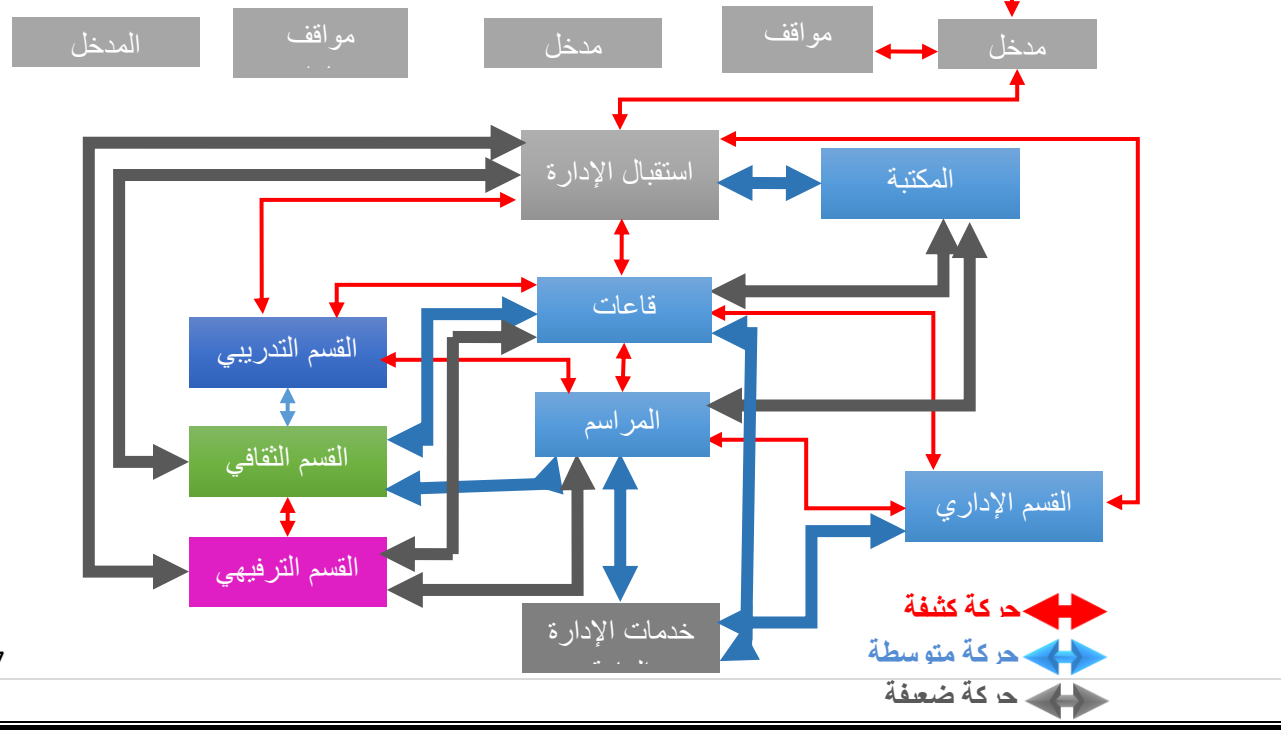 المدخل
مواقف
مدخل
مواقف
مدخل
استقبال الإدارة
المكتبة
قاعات
القسم التدريبي
المراسم
القسم الثقافي
القسم الإداري
القسم الترفيهي
خدمات الإدارة
حركة كثيفة
حركة متوسطة
حركة ضعيفة